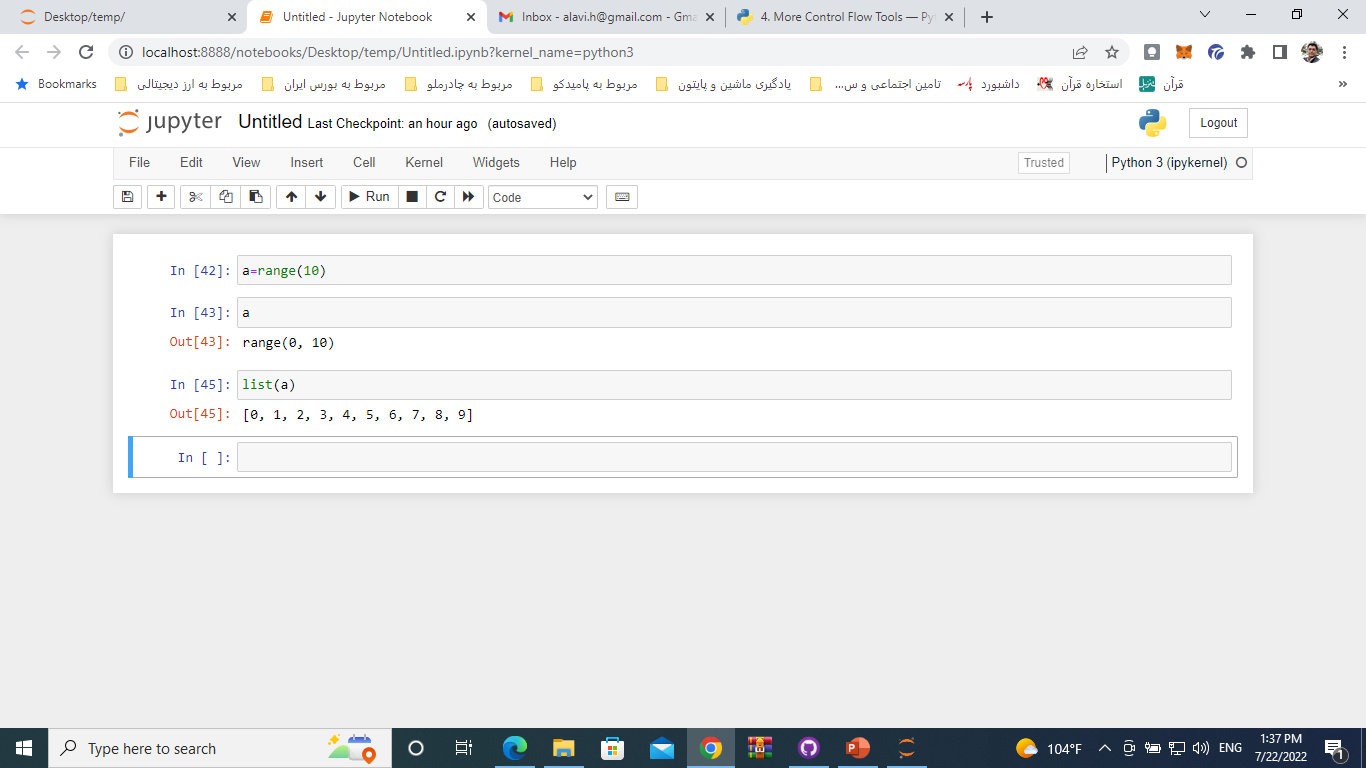 Desktop/temp/
Untitled - Jupyter Notebook
Inbox - alavi.h@gmail.com - Gma
4. More Control Flow Tools — Py
localhost:8888/notebooks/Desktop/temp/Untitled.ipynb?kernel_name=python3
Bookmarks
مربوط به ارز دیجیتالی
مربوط به بورس ایران
مربوط به چادرملو
مربوط به پامیدکو
یادگیری ماشین و پایتون
تامین اجتماعی و س...
داشبورد
استخاره قرآن
قرآن
»
jupyter Untitled Last Checkpoint: an hour ago (autosaved)
Logout
File Edit View Insert Cell Kernel Widgets Help
Trusted
Python 3 (ipykernel)
Run
Code
In [42]: a=range(10)
In [43]: a
Out[43]: range(0, 10)
In [45]: list(a)
Out[45]: [0, 1, 2, 3, 4, 5, 6, 7, 8, 9]
In [ ]:
Type here to search
104°F
ENG
1:37 PM
7/22/2022
1